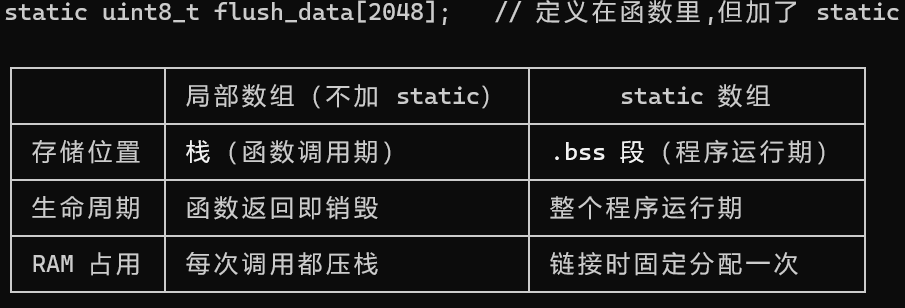 static uint8_t flush_data[2048];   // 定义在函数里,但加了 static
局部数组（不加 static） static 数组
存储位置 栈（函数调用期） .bss 段（程序运行期）
生命周期 函数返回即销毁 整个程序运行期
RAM 占用 每次调用都压栈 链接时固定分配一次